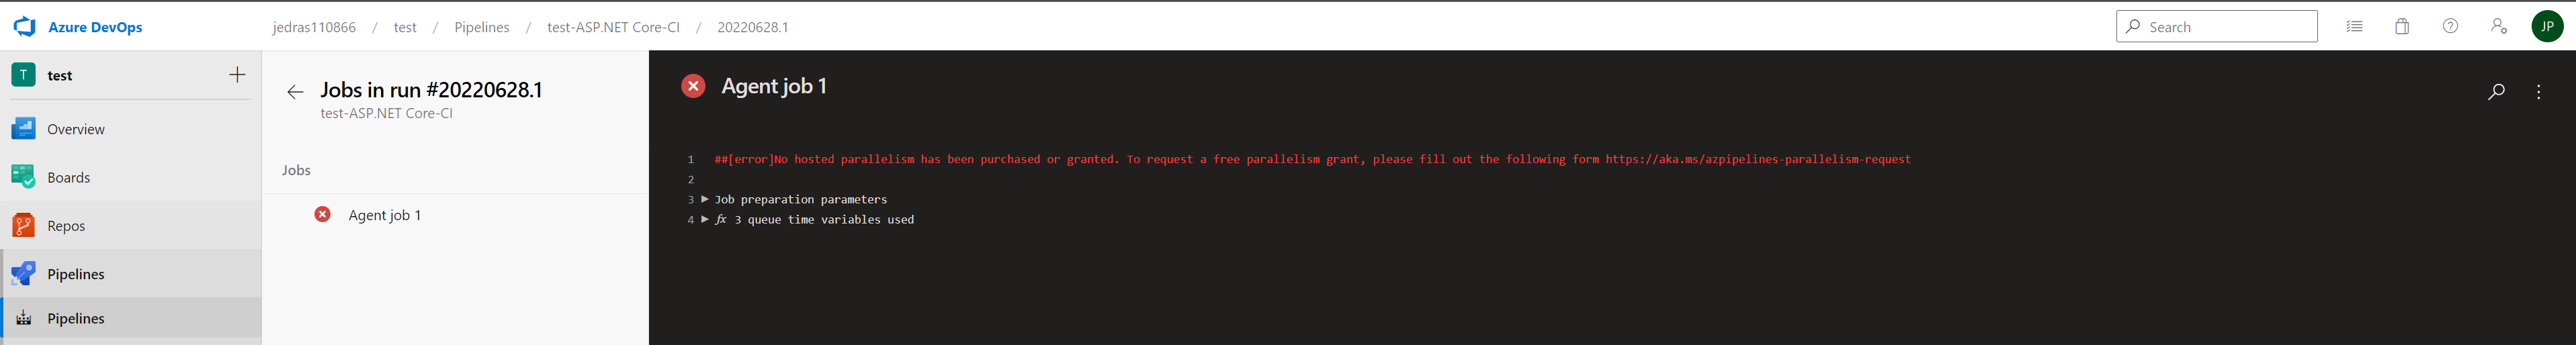 Azure DevOps
jedras110866 / test / Pipelines / test-ASP.NET Core-CI / 20220628.1
Search
JP
T test
Overview
Boards
Repos
Pipelines
Pipelines
Jobs in run #20220628.1
test-ASP.NET Core-CI
Jobs
Agent job 1
Agent job 1
1 ##[error]No hosted parallelism has been purchased or granted. To request a free parallelism grant, please fill out the following form https://aka.ms/azpipelines-parallelism-request
2
3 Job preparation parameters
4 fx 3 queue time variables used